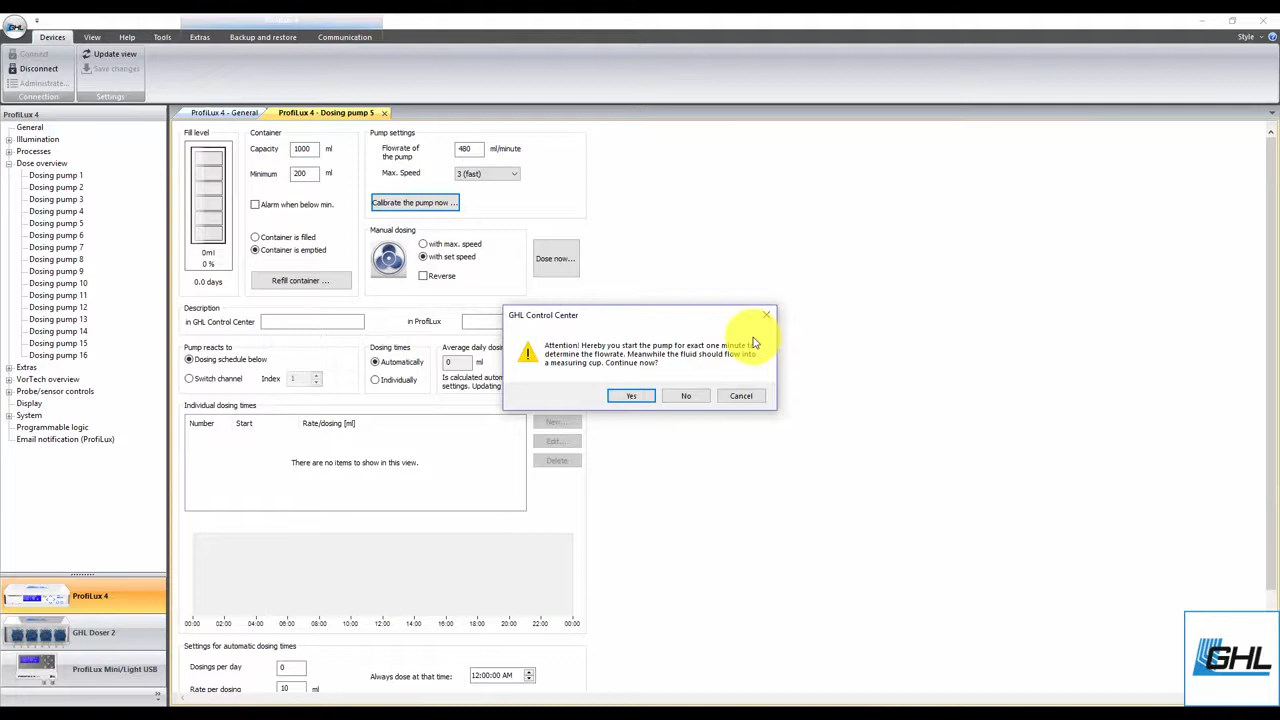 GHL
ProfiLux 4
Devices View Help Tools Extras Backup and restore Communication Style
Connect
Disconnect
Administrate...
Connection
Update view
Save changes
Settings
ProfiLux 4
General
Illumination
Processes
Dose overview
Dosing pump 1
Dosing pump 2
Dosing pump 3
Dosing pump 4
Dosing pump 5
Dosing pump 6
Dosing pump 7
Dosing pump 8
Dosing pump 9
Dosing pump 10
Dosing pump 11
Dosing pump 12
Dosing pump 13
Dosing pump 14
Dosing pump 15
Dosing pump 16
Extras
VorTech overview
Probe/sensor controls
Display
System
Programmable logic
Email notification (ProfiLux)
ProfiLux 4
GHL Doser 2
ProfiLux Mini/Light USB
ProfiLux 4 - General
ProfiLux 4 - Dosing pump 5
Fill level
0ml
0 %
0.0 days
Container
Capacity 1000 ml
Minimum 200 ml
Alarm when below min.
Container is filled
Container is emptied
Refill container ...
Pump settings
Flowrate of
the pump
480 ml/minute
Max. Speed 3 (fast)
Calibrate the pump now ...
Manual dosing
with max. speed
with set speed
Reverse
Dose now...
Description
in GHL Control Center in ProfiLux
Pump reacts to
Dosing schedule below
Switch channel Index 1
Dosing times
Automatically
Individually
Average daily dosing
0 ml
Is calculated
settings. Updating
GHL Control Center
Attention! Hereby you start the pump for exact one minute to
determine the flowrate. Meanwhile the fluid should flow into
a measuring cup. Continue now?
Yes No Cancel
Individual dosing times
Number Start Rate/dosing [ml]
There are no items to show in this view.
New...
Edit...
Delete
00:00 02:00 04:00 06:00 08:00 10:00 12:00 14:00 16:00 18:00 20:00 22:00 00:00
Settings for automatic dosing times
Dosings per day 0
Rate per dosing 10 ml
Always dose at that time: 12:00:00 AM
GHL